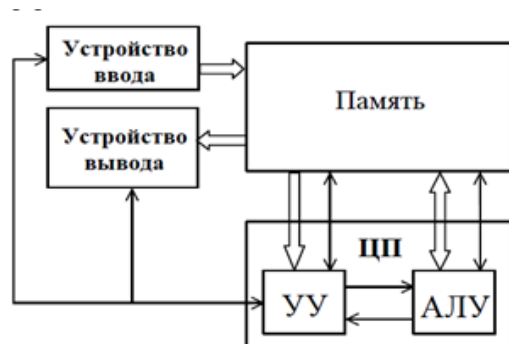 Устройство
ввода
Память
Устройство
вывода
ЦП
УУ
АЛУ